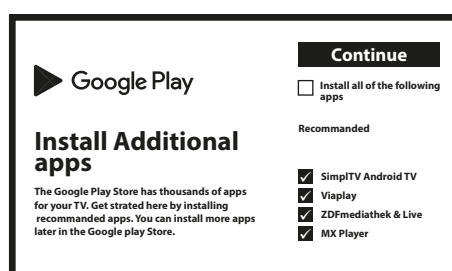 Google Play
Install Additional
apps
The Google Play Store has thousands of apps
for your TV. Get strated here by installing
recommanded apps. You can install more apps
later in the Google play Store.
Continue
Install all of the following
apps
Recommanded
SimplTV Android TV
Viaplay
ZDFmediathek & Live
MX Player